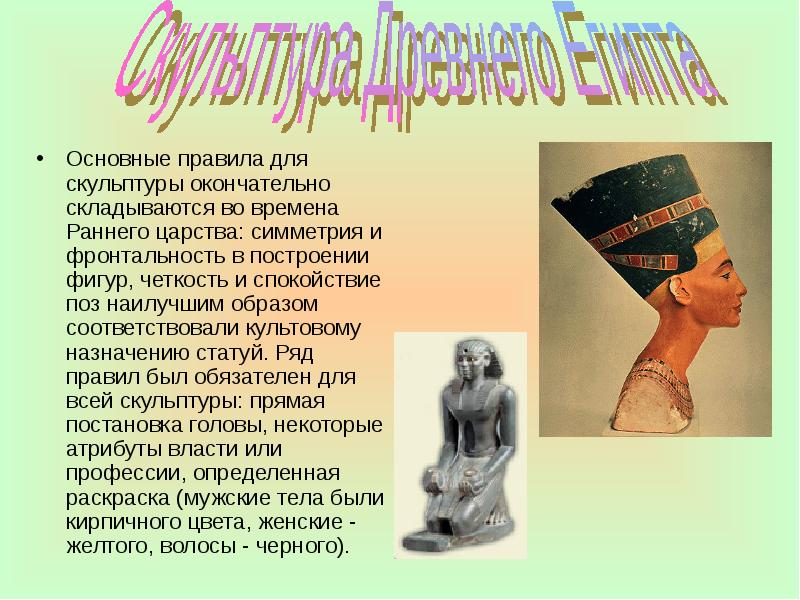 Скульптура Древнего Египта
• Основные правила для
скульптуры окончательно
складываются во времена
Раннего царства: симметрия и
фронтальность в построении
фигур, четкость и спокойствие
поз наилучшим образом
соответствовали культовому
назначению статуй. Ряд
правил был обязателен для
всей скульптуры: прямая
постановка головы, некоторые
атрибуты власти или
профессии, определенная
раскраска (мужские тела были
кирпичного цвета, женские -
желтого, волосы - черного).